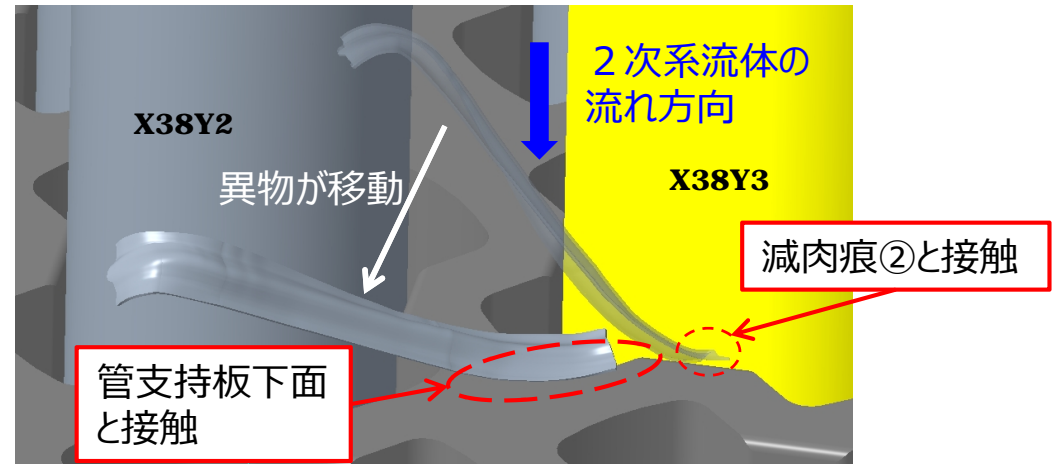 ２次系流体の
流れ方向
X38Y2
X38Y3
異物が移動
減肉痕②と接触
管支持板下面
と接触